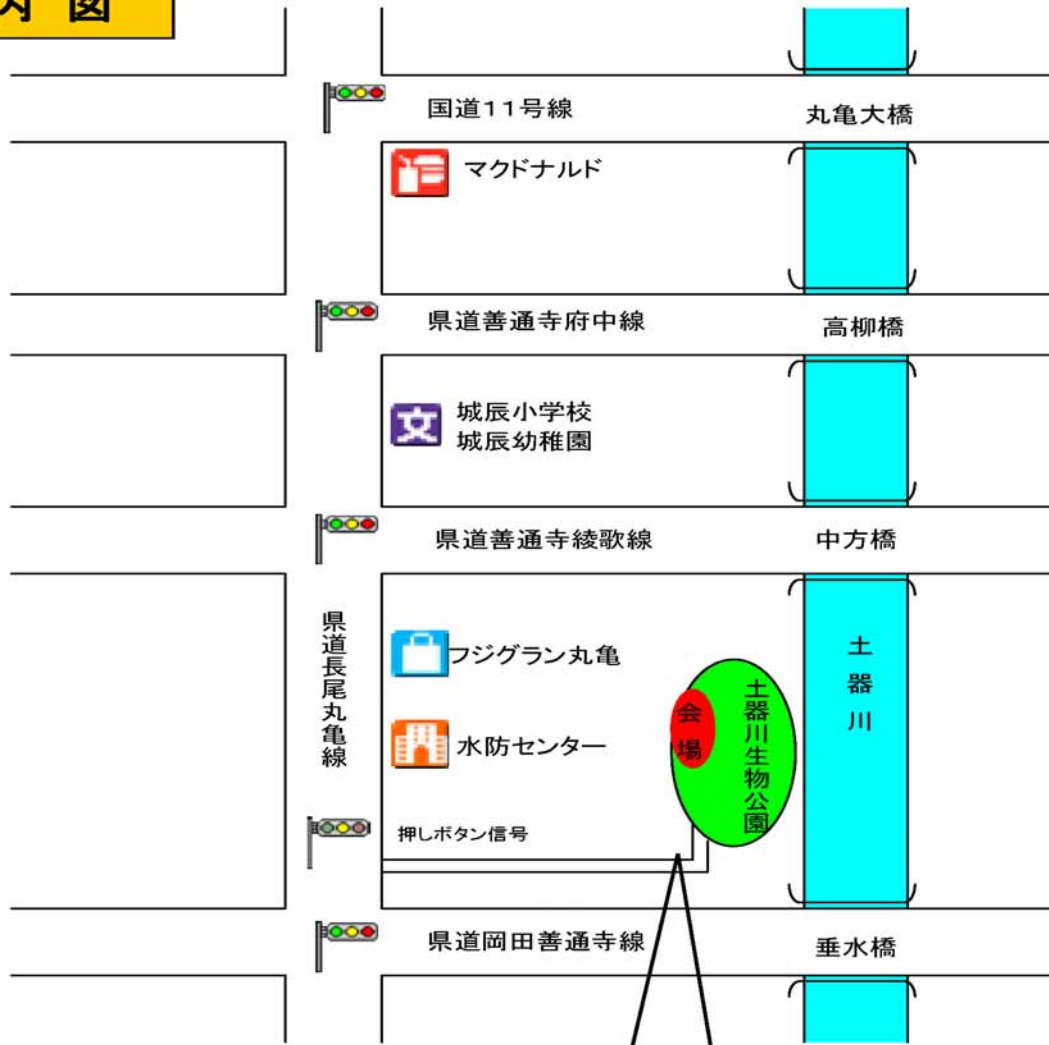 内 図
国道11号線
丸亀大橋
マクドナルド
県道善通寺府中線
高柳橋
文
城辰小学校
城辰幼稚園
県道善通寺綾歌線
中方橋
県道長尾丸亀線
フジグラン丸亀
水防センター
会場
土器川生物公園
土器川
押しボタン信号
県道岡田善通寺線
垂水橋